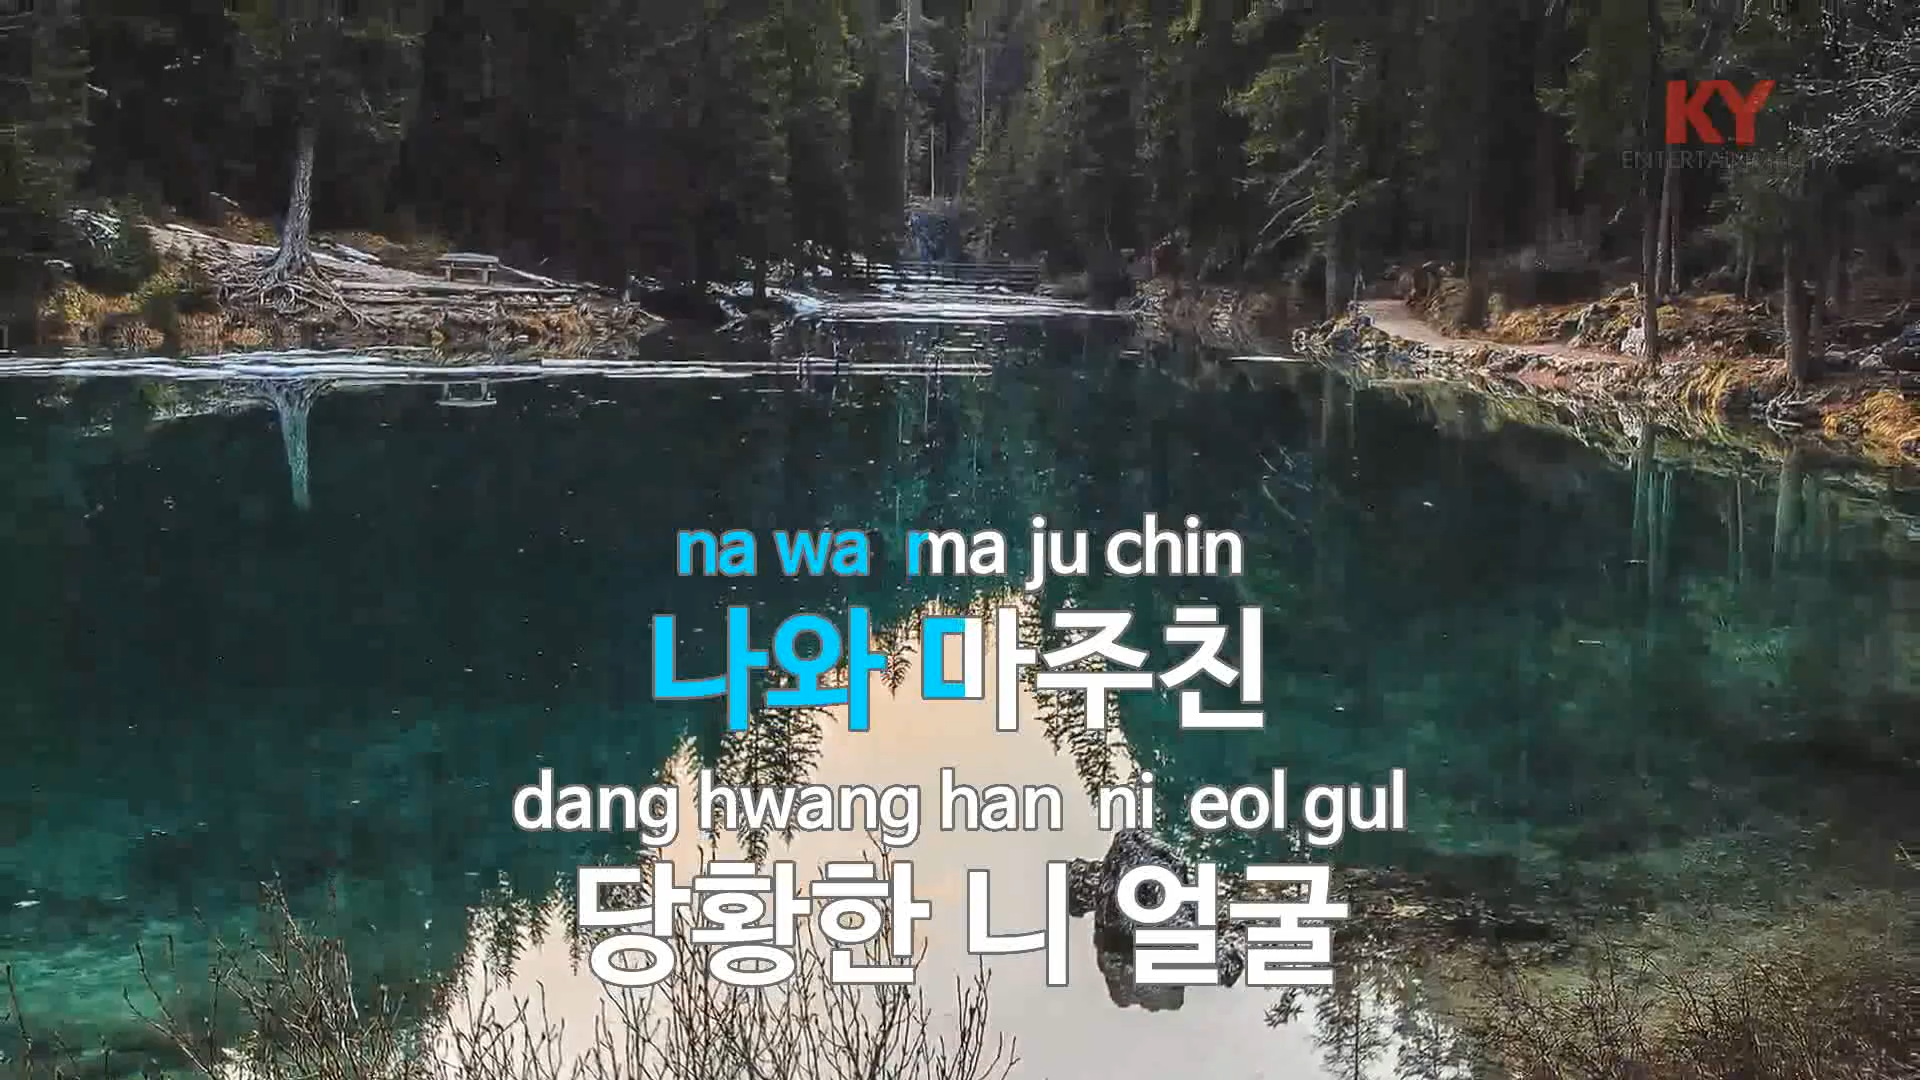 KY
ENTERTAINMENT
na wa ma ju chin
나와 마주친
dang hwang han ni eol gul
당황한 니 얼굴